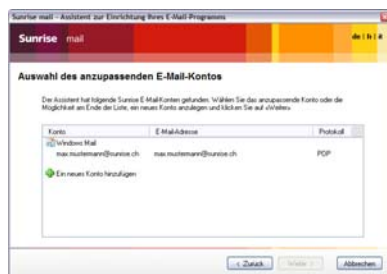 Sunrise mail - Assistent zur Einrichtung Ihres E-Mail-Programms
Sunrise mail
de | fr | it
Auswahl des anzupassenden E-Mail-Kontos
Der Assistent hat folgende Sunrise E-Mail-Konten gefunden. Wählen Sie das anzupassende Konto oder die
Möglichkeit am Ende der Liste, ein neues Konto anzulegen und klicken Sie auf «Weiter».
Konto E-Mail-Adresse Protokoll
Windows Mail
max.mustermann@sunrise.ch max.mustermann@sunrise.ch POP
Ein neues Konto hinzufügen
< Zurück Weiter > Abbrechen